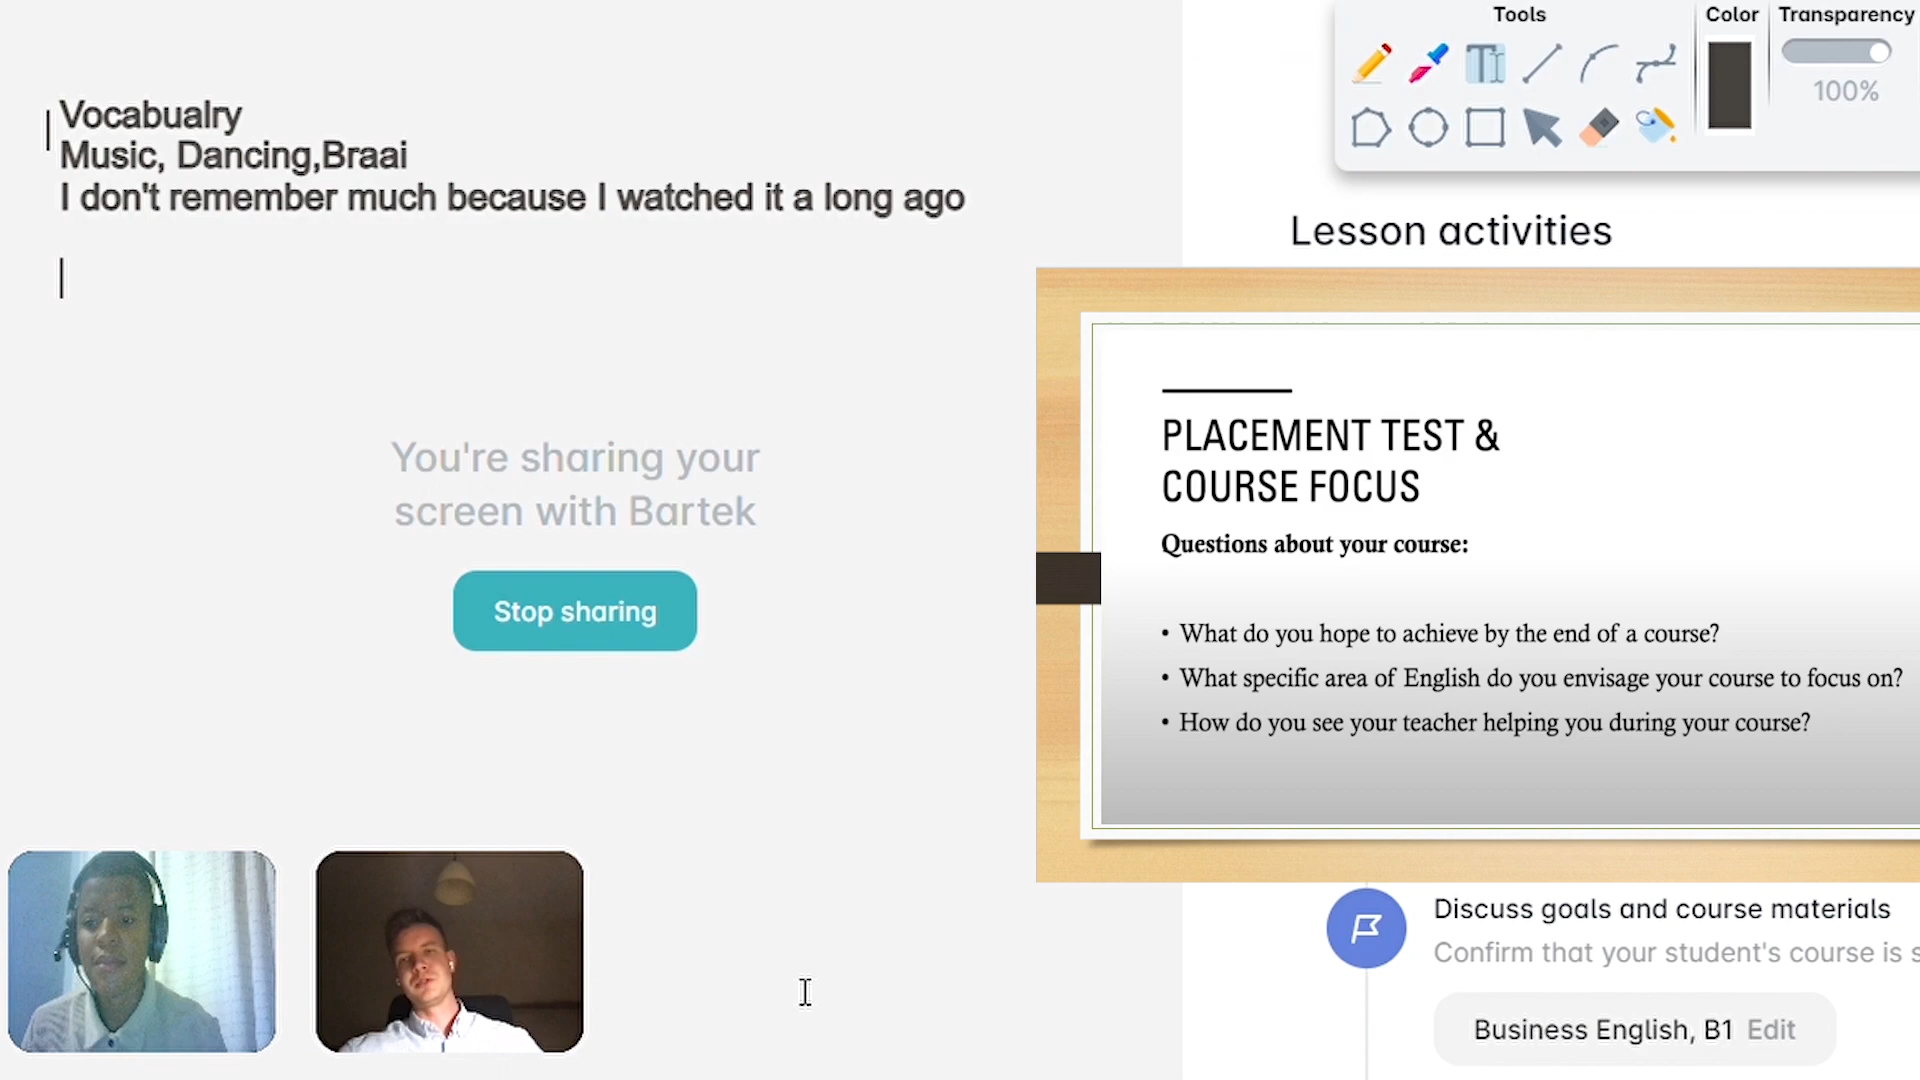 Vocabualry
Music, Dancing,Braai
I don't remember much because I watched it a long ago
You're sharing your
screen with Bartek
Stop sharing
Tools
Color
Transparency
100%
Lesson activities
PLACEMENT TEST &
COURSE FOCUS
Questions about your course:
• What do you hope to achieve by the end of a course?
• What specific area of English do you envisage your course to focus on?
• How do you see your teacher helping you during your course?
Discuss goals and course materials
Confirm that your student's course is s
Business English, B1 Edit